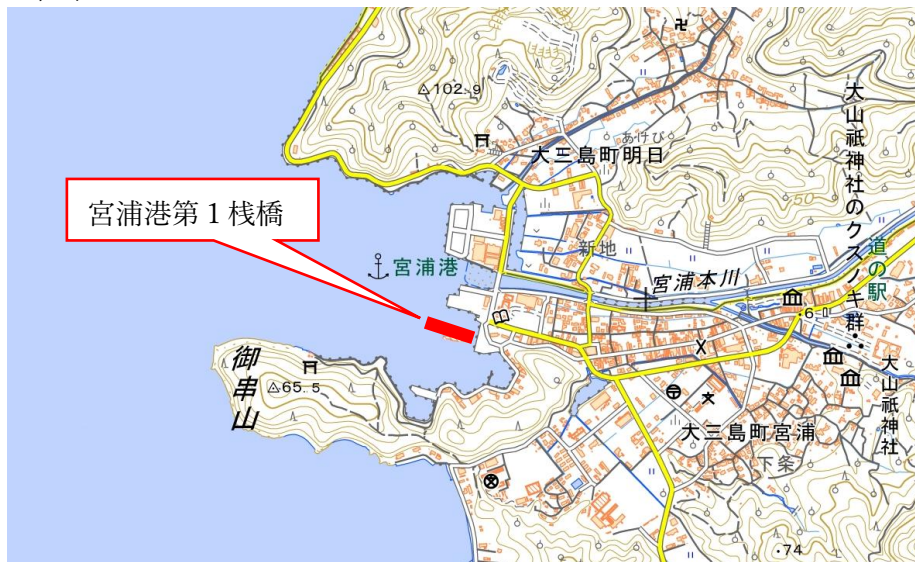 102.9
あけび
大三島町明日
大山祇神社のクスノキ群
宮浦港第1桟橋
道の駅
新地
宮浦港
宮浦本川
6
御串山
65.5
大山祇神社
大三島町宮浦
下条
74